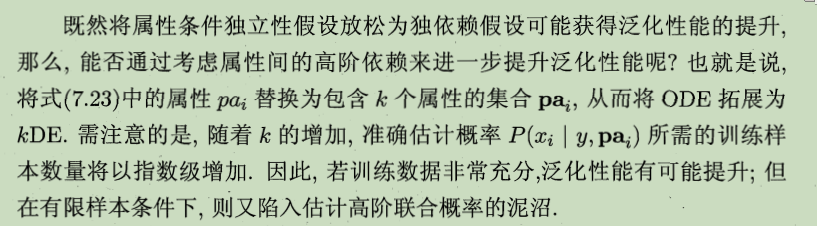 既然将属性条件独立性假设放松为独依赖假设可能获得泛化性能的提升,
那么, 能否通过考虑属性间的高阶依赖来进一步提升泛化性能呢? 也就是说,
将式(7.23)中的属性 paᵢ 替换为包含 k 个属性的集合 paᵢ, 从而将 ODE 拓展为
kDE. 需注意的是, 随着 k 的增加, 准确估计概率 P(xᵢ | y, paᵢ) 所需的训练样
本数量将以指数级增加. 因此, 若训练数据非常充分,泛化性能有可能提升; 但
在有限样本条件下, 则又陷入估计高阶联合概率的泥沼.